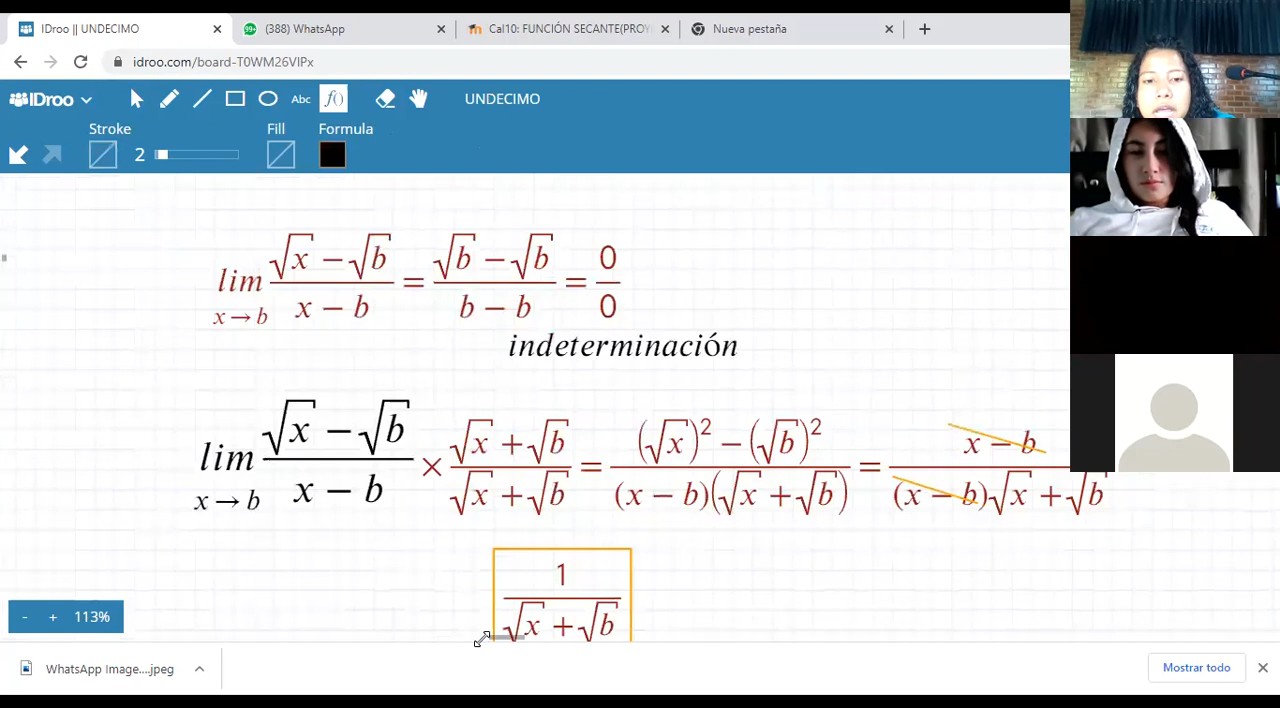 IDroo || UNDECIMO
99+ (388) WhatsApp
Cal10: FUNCIÓN SECANTE(PROY
Nueva pestaña
idroo.com/board-T0WM26VIPx
IDroo
Abc
f()
UNDECIMO
Stroke
Fill
Formula
2
lim x→b (√x − √b)/(x − b) = (√b − √b)/(b − b) = 0/0
indeterminación
lim x→b (√x − √b)/(x − b) × (√x + √b)/(√x + √b) = ((√x)² − (√b)²)/((x − b)(√x + √b)) = (x − b)/((x − b)√x + √b)
1/(√x + √b)
- + 113%
WhatsApp Image....jpeg
Mostrar todo